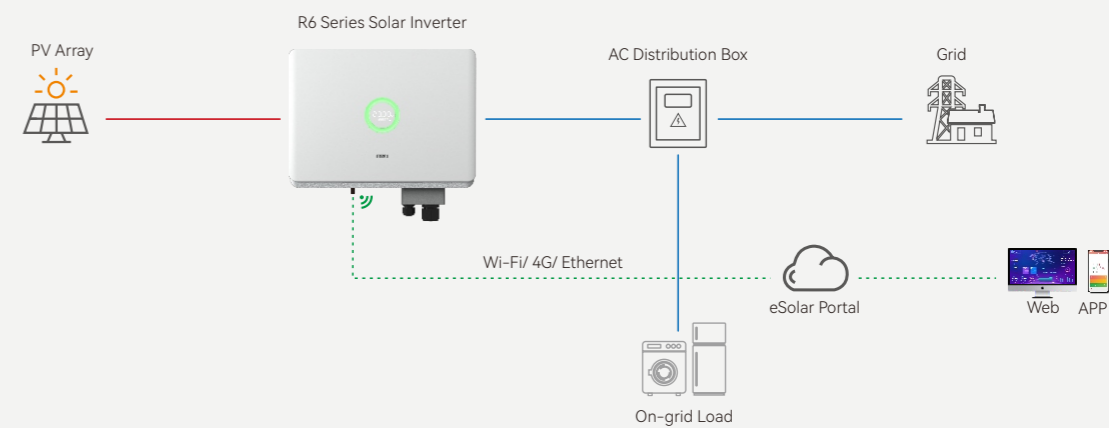 R6 Series Solar Inverter
PV Array
AC Distribution Box
Grid
Wi-Fi/ 4G/ Ethernet
eSolar Portal
Web
APP
On-grid Load